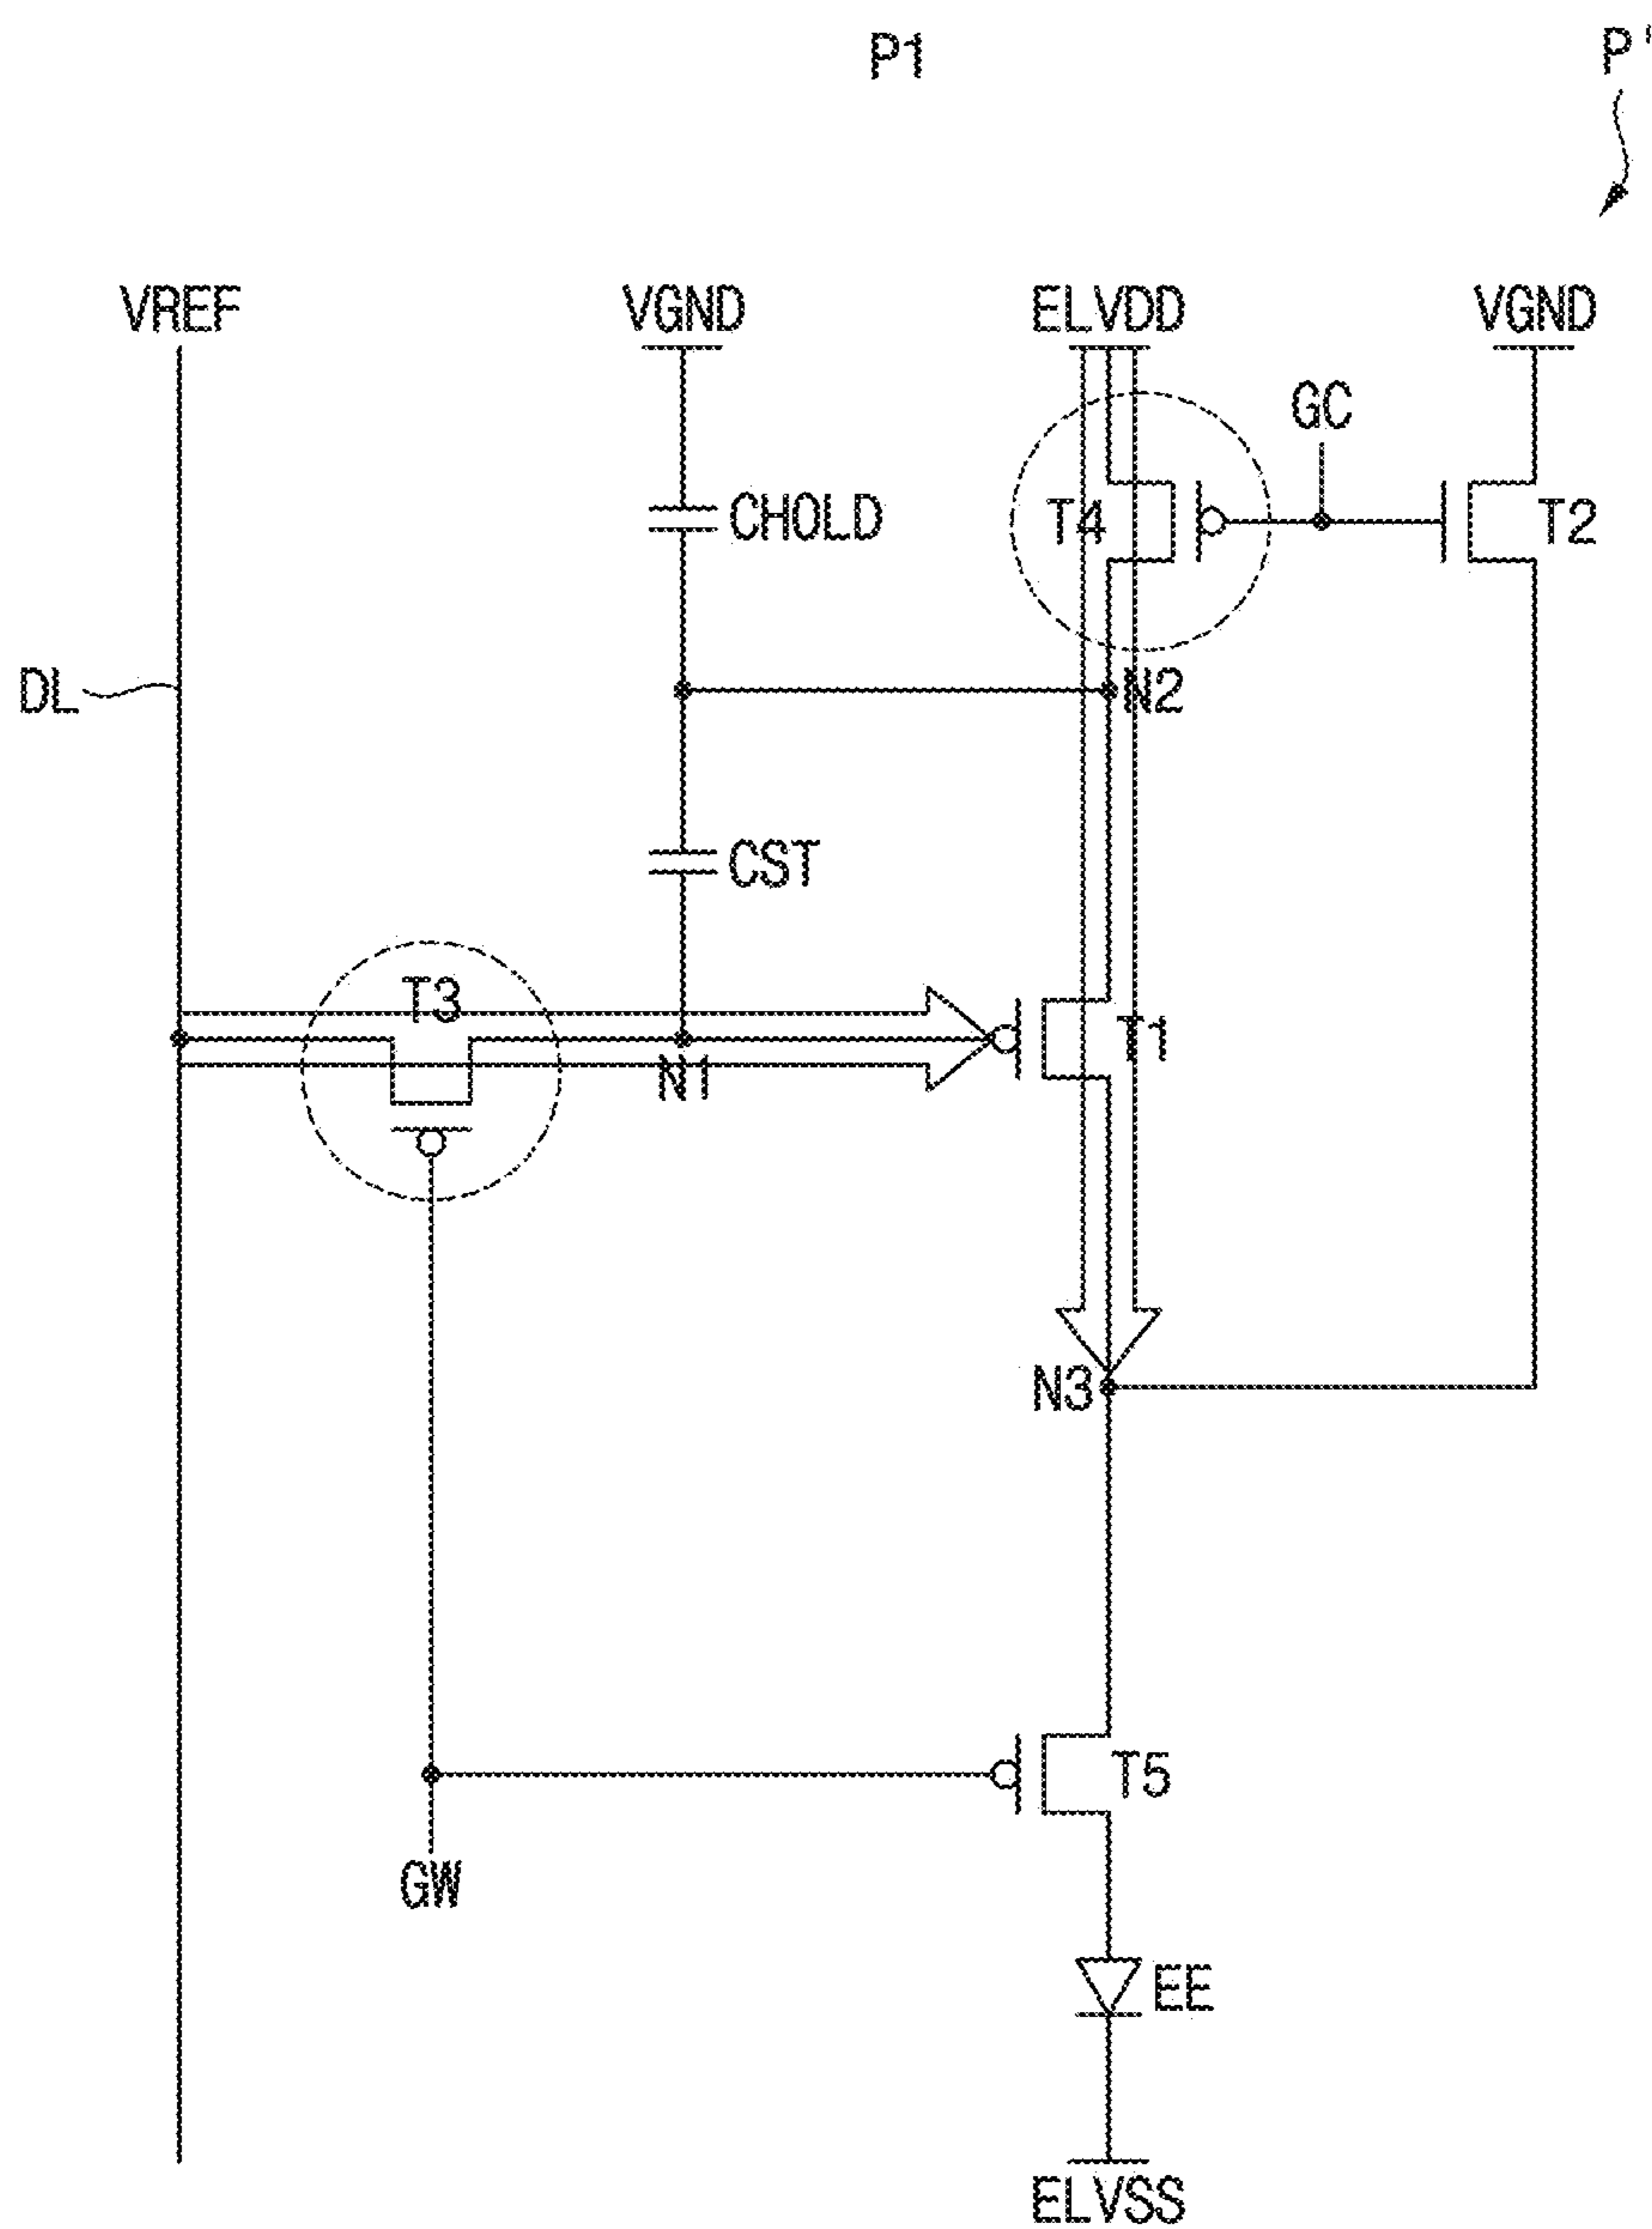 P1
P'
VREF
VGND
ELVDD
VGND
GC
CHOLD
T4
T2
DL
N2
CST
T3
T1
N1
N3
T5
GW
EE
ELVSS